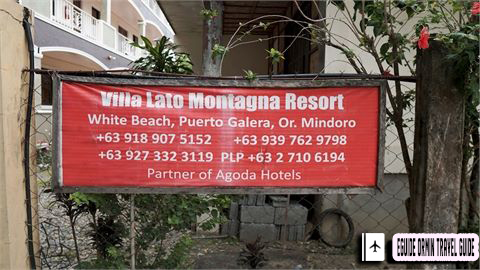 Villa Lato Montagna Resort
White Beach, Puerto Galera, Or. Mindoro
+63 918 907 5152 +63 939 762 9798
+63 927 332 3119 PLP +63 2 710 6194
Partner of Agoda Hotels
EGUIDE ORMIN TRAVEL GUIDE